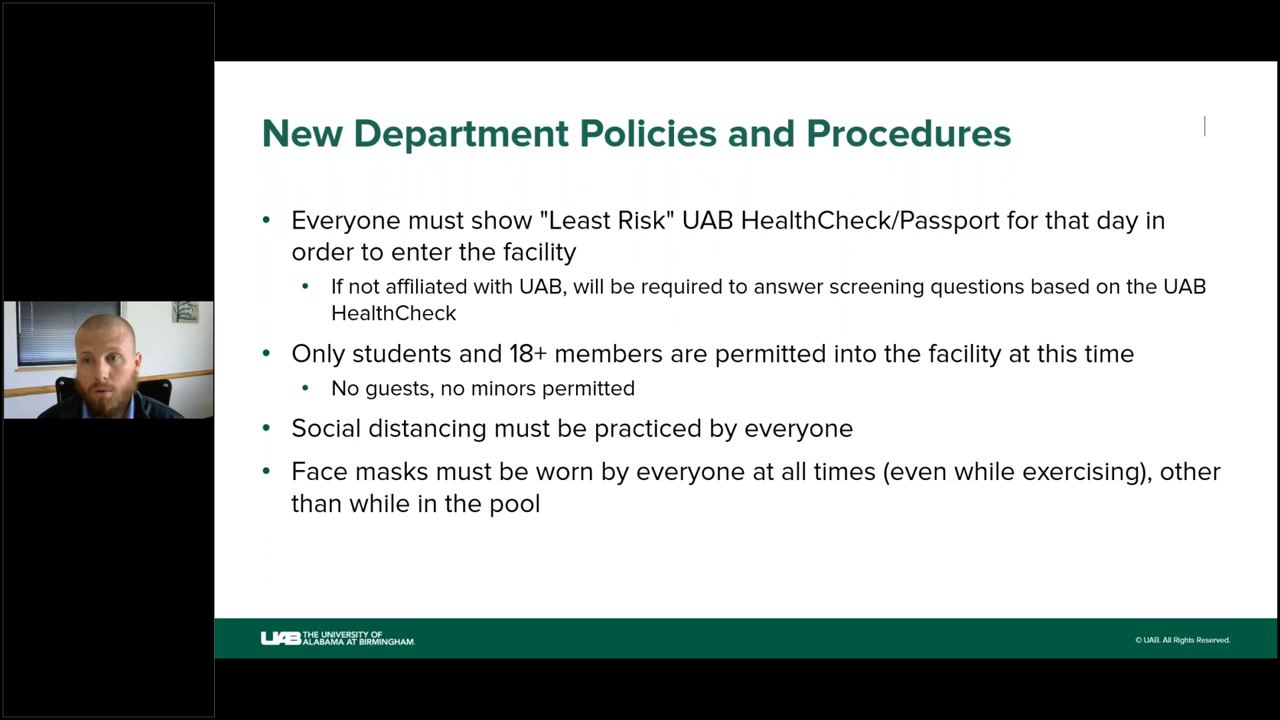 New Department Policies and Procedures
• Everyone must show "Least Risk" UAB HealthCheck/Passport for that day in
order to enter the facility
• If not affiliated with UAB, will be required to answer screening questions based on the UAB
HealthCheck
• Only students and 18+ members are permitted into the facility at this time
• No guests, no minors permitted
• Social distancing must be practiced by everyone
• Face masks must be worn by everyone at all times (even while exercising), other
than while in the pool
UAB THE UNIVERSITY OF
ALABAMA AT BIRMINGHAM.
© UAB. All Rights Reserved.